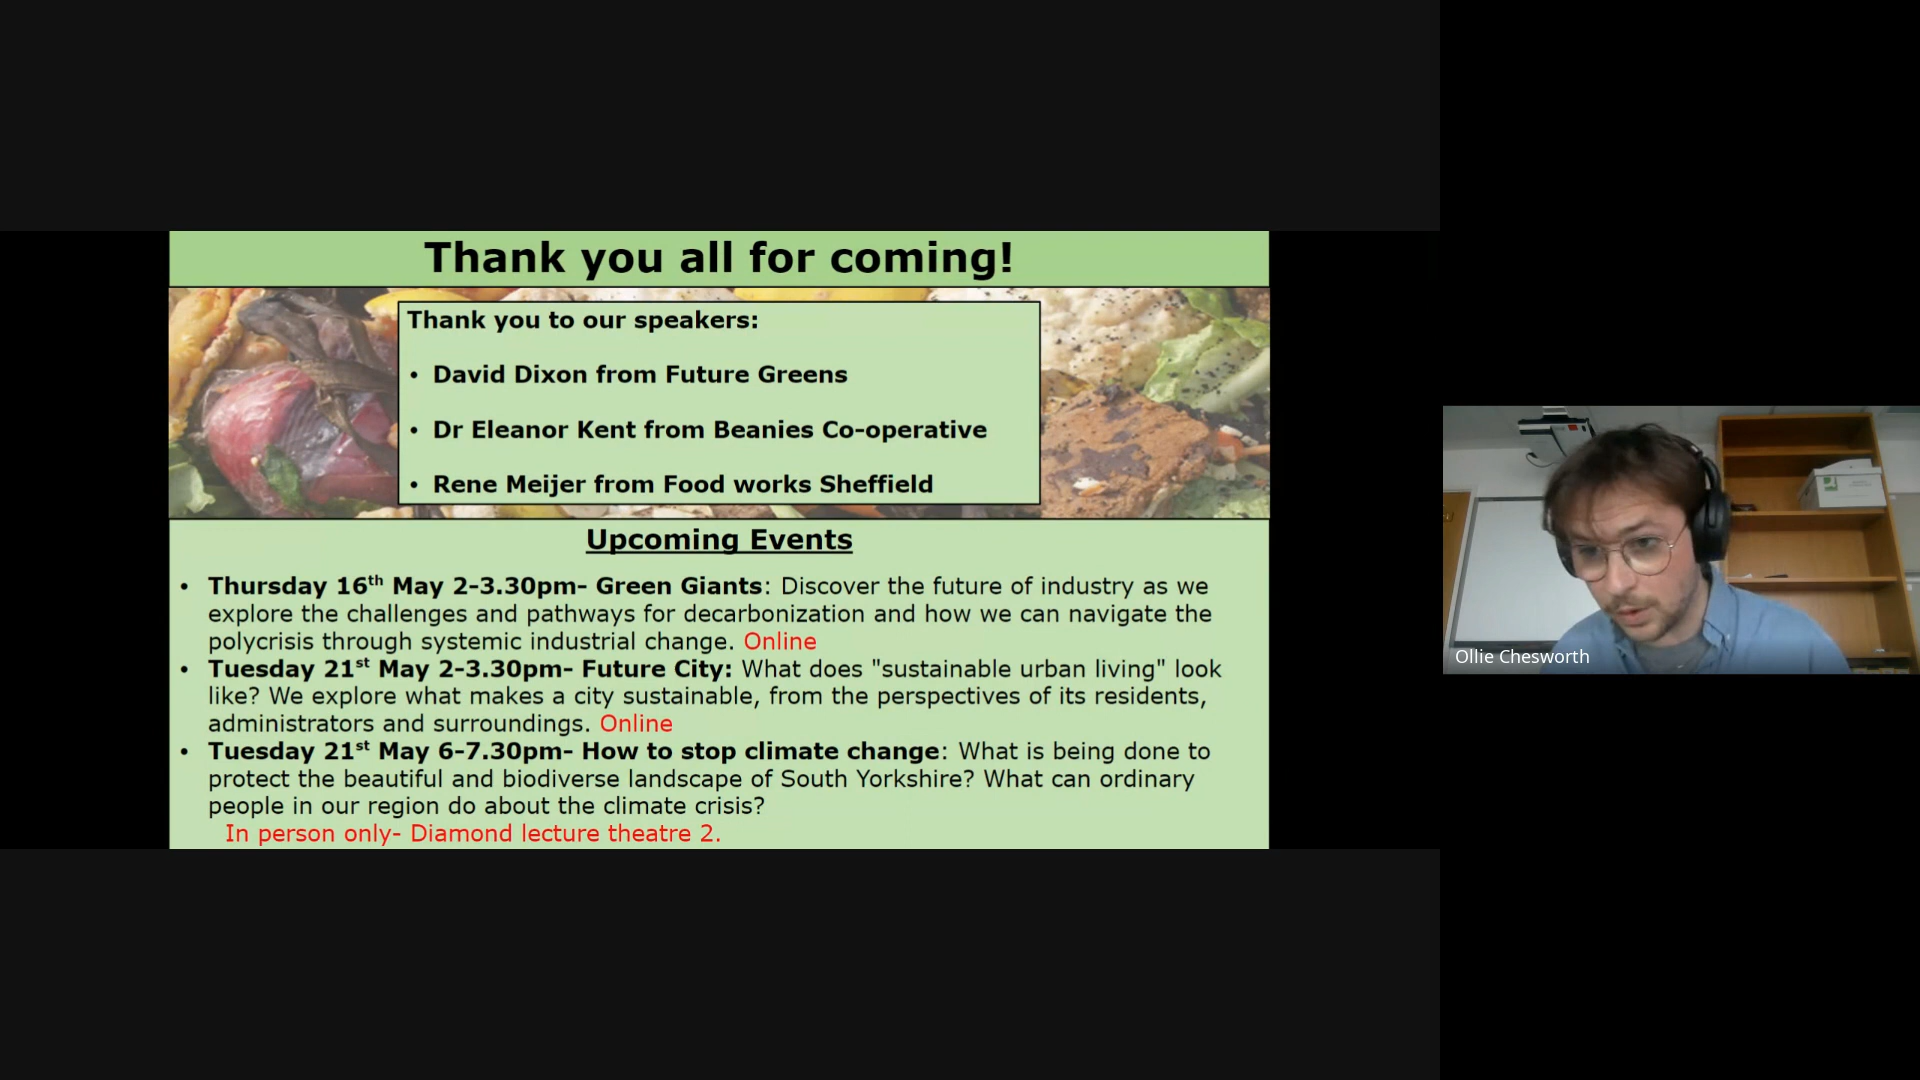 Thank you all for coming!
Thank you to our speakers:
• David Dixon from Future Greens
• Dr Eleanor Kent from Beanies Co-operative
• Rene Meijer from Food works Sheffield
Upcoming Events
• Thursday 16th May 2-3.30pm- Green Giants: Discover the future of industry as we
explore the challenges and pathways for decarbonization and how we can navigate the
polycrisis through systemic industrial change. Online
• Tuesday 21st May 2-3.30pm- Future City: What does "sustainable urban living" look
like? We explore what makes a city sustainable, from the perspectives of its residents,
administrators and surroundings. Online
• Tuesday 21st May 6-7.30pm- How to stop climate change: What is being done to
protect the beautiful and biodiverse landscape of South Yorkshire? What can ordinary
people in our region do about the climate crisis?
In person only- Diamond lecture theatre 2.
Ollie Chesworth